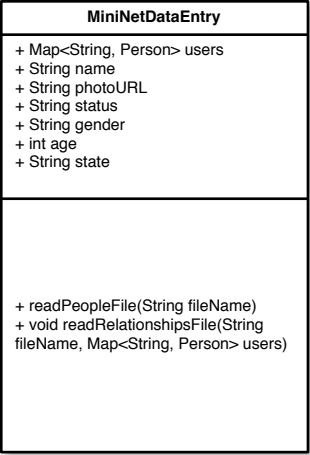 MiniNetDataEntry
+ Map<String, Person> users
+ String name
+ String photoURL
+ String status
+ String gender
+ int age
+ String state
+ readPeopleFile(String fileName)
+ void readRelationshipsFile(String
fileName, Map<String, Person> users)